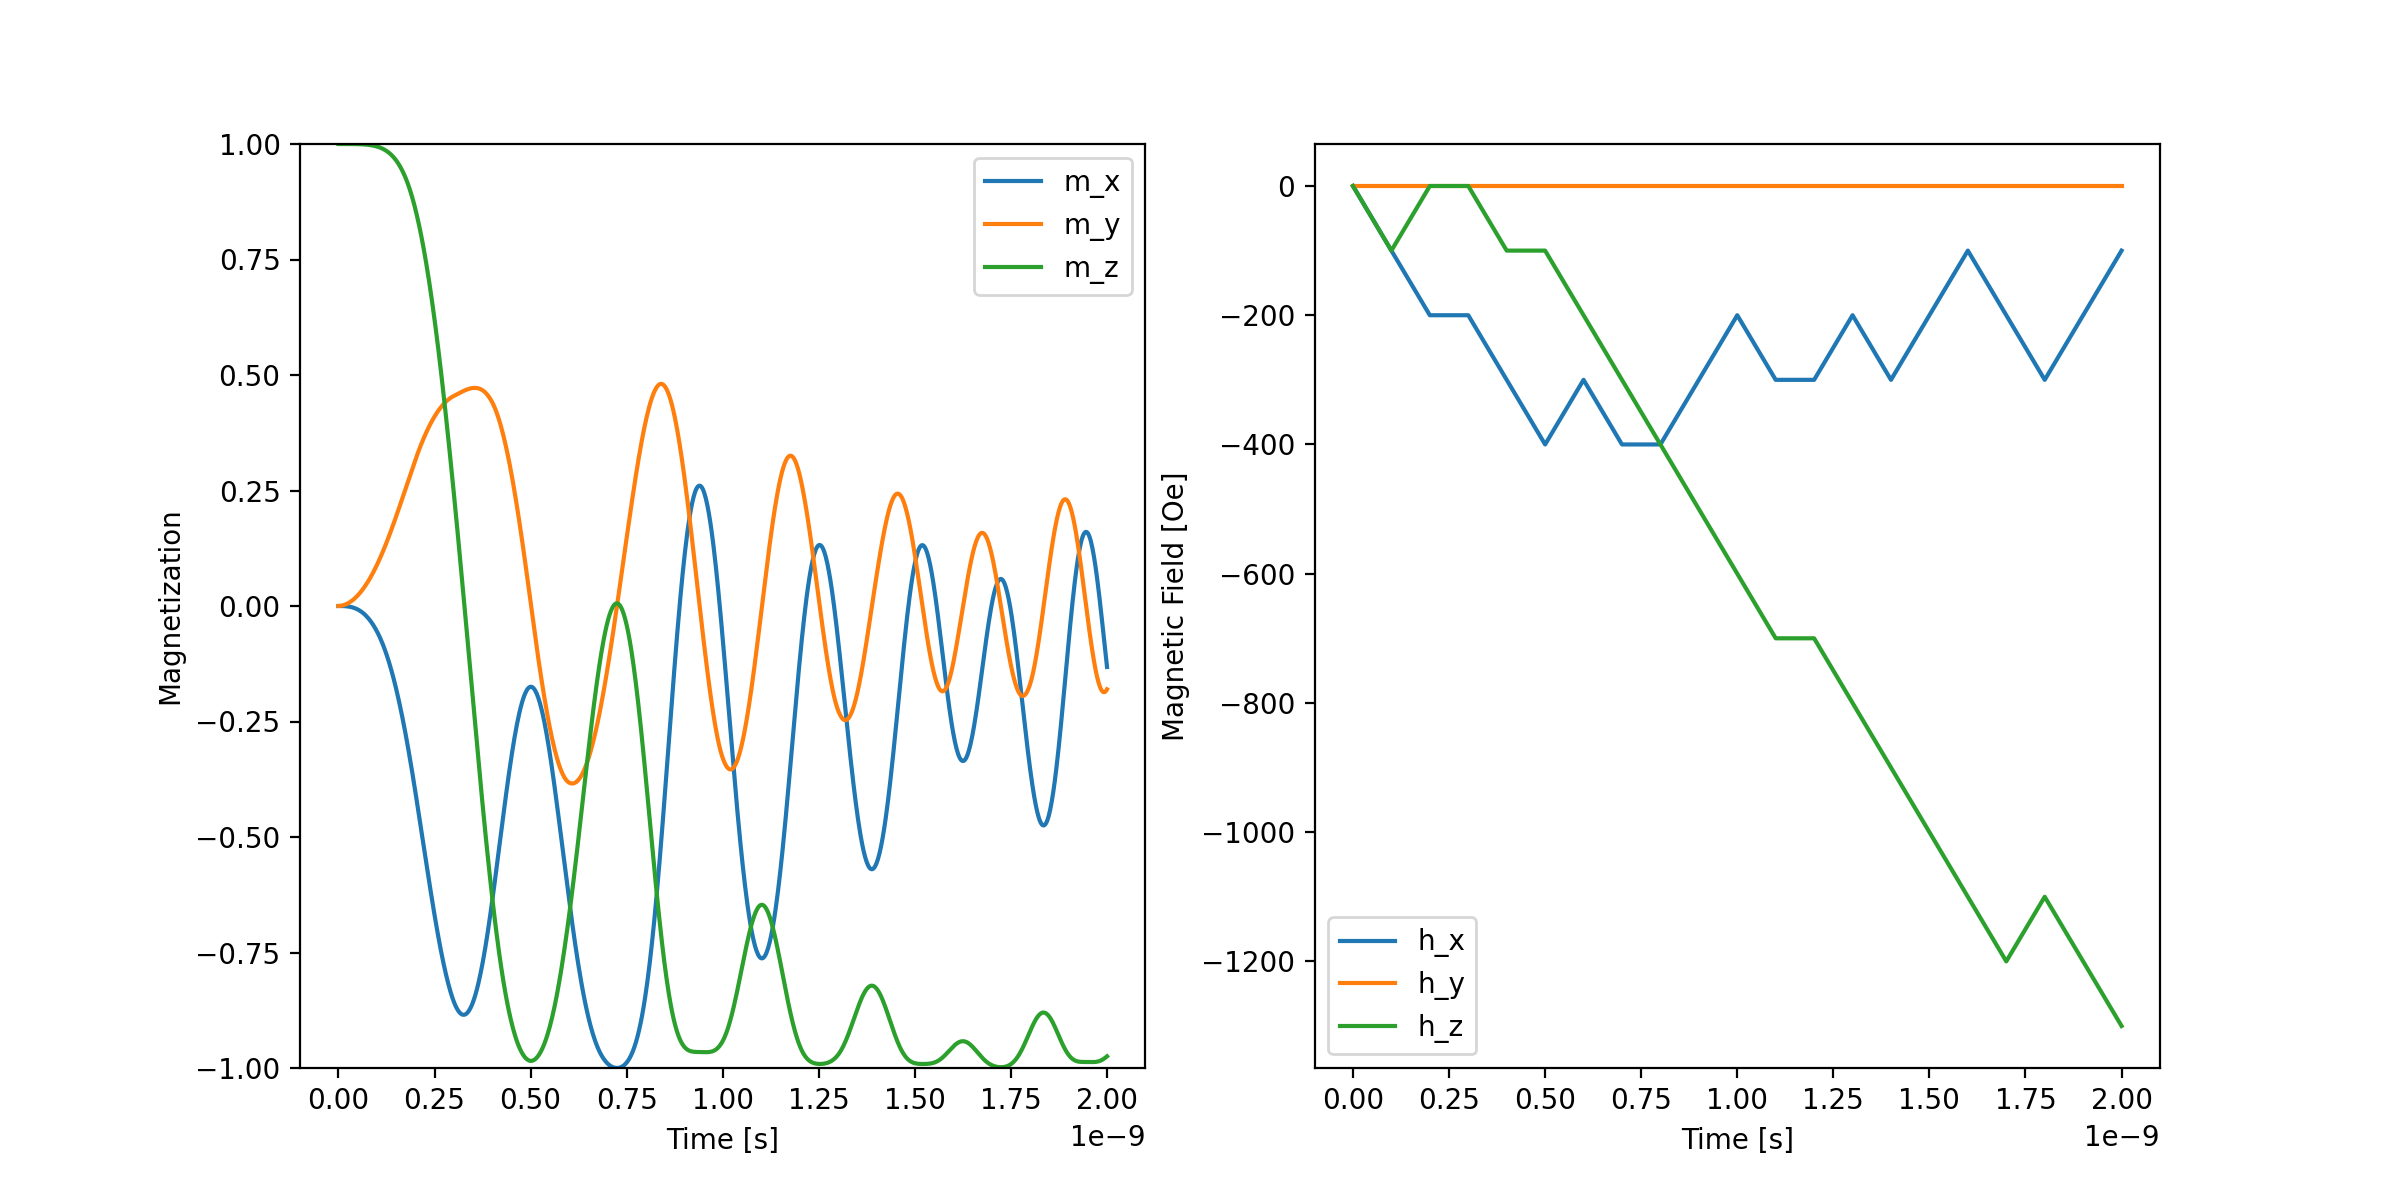 Magnetization
1.00
0.75
0.50
0.25
0.00
−0.25
−0.50
−0.75
−1.00
m_x
m_y
m_z
0.00 0.25 0.50 0.75 1.00 1.25 1.50 1.75 2.00
Time [s]
1e−9
Magnetic Field [Oe]
0
−200
−400
−600
−800
−1000
−1200
h_x
h_y
h_z
0.00 0.25 0.50 0.75 1.00 1.25 1.50 1.75 2.00
Time [s]
1e−9